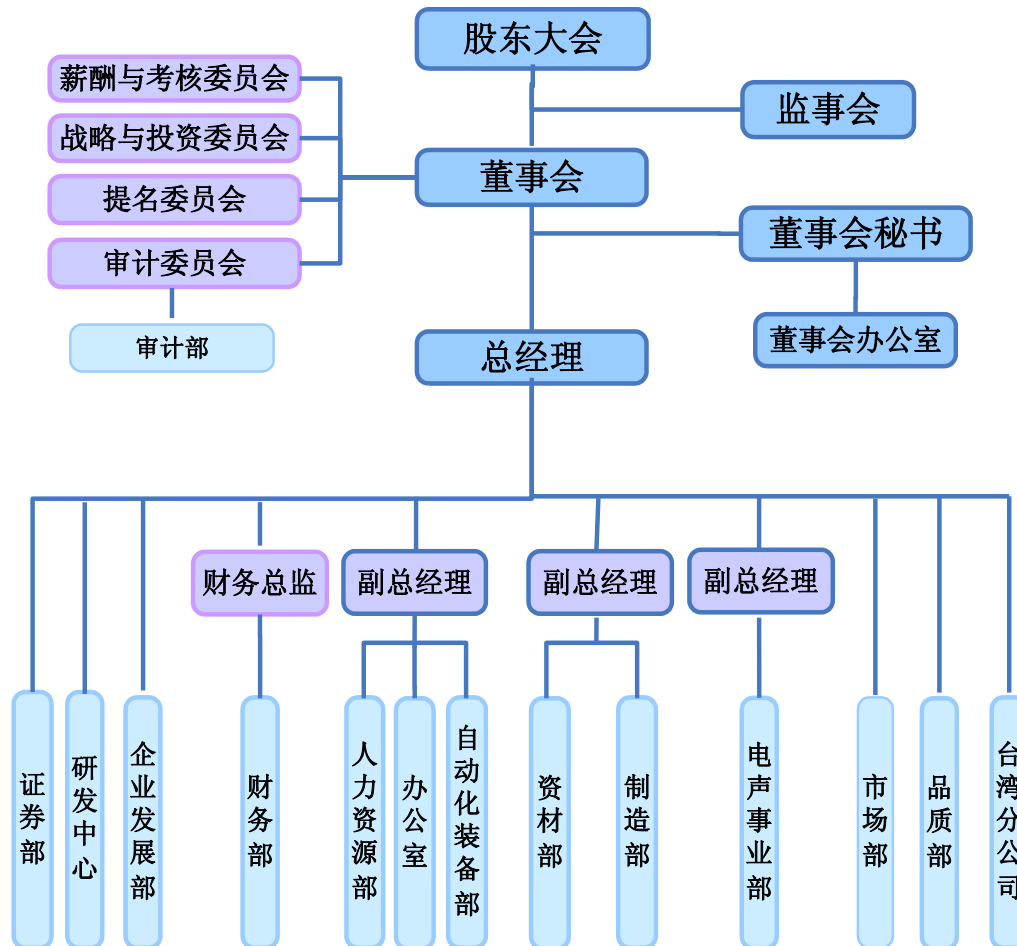 股东大会
薪酬与考核委员会
监事会
战略与投资委员会
董事会
提名委员会
董事会秘书
审计委员会
审计部
董事会办公室
总经理
财务总监
副总经理
副总经理
副总经理
证券部
研发中心
企业发展部
财务部
人力资源部
办公室
自动化装备部
资材部
制造部
电声事业部
市场部
品质部
台湾分公司